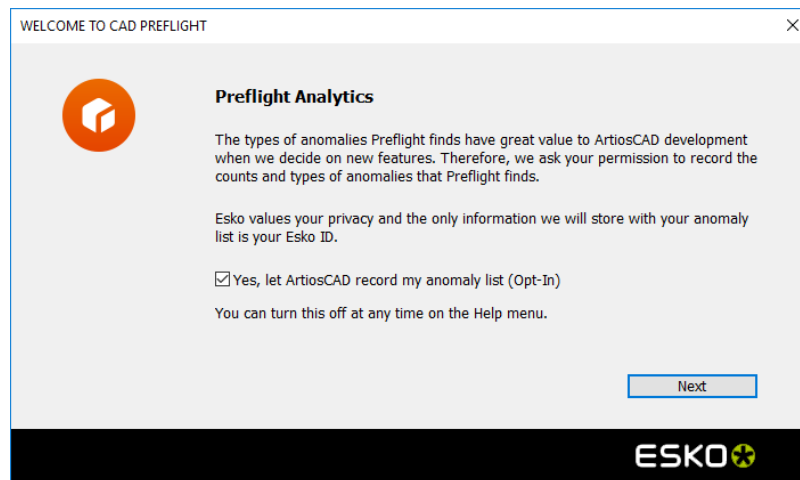 WELCOME TO CAD PREFLIGHT
Preflight Analytics
The types of anomalies Preflight finds have great value to ArtiosCAD development
when we decide on new features. Therefore, we ask your permission to record the
counts and types of anomalies that Preflight finds.
Esko values your privacy and the only information we will store with your anomaly
list is your Esko ID.
Yes, let ArtiosCAD record my anomaly list (Opt-In)
You can turn this off at any time on the Help menu.
Next
ESKO